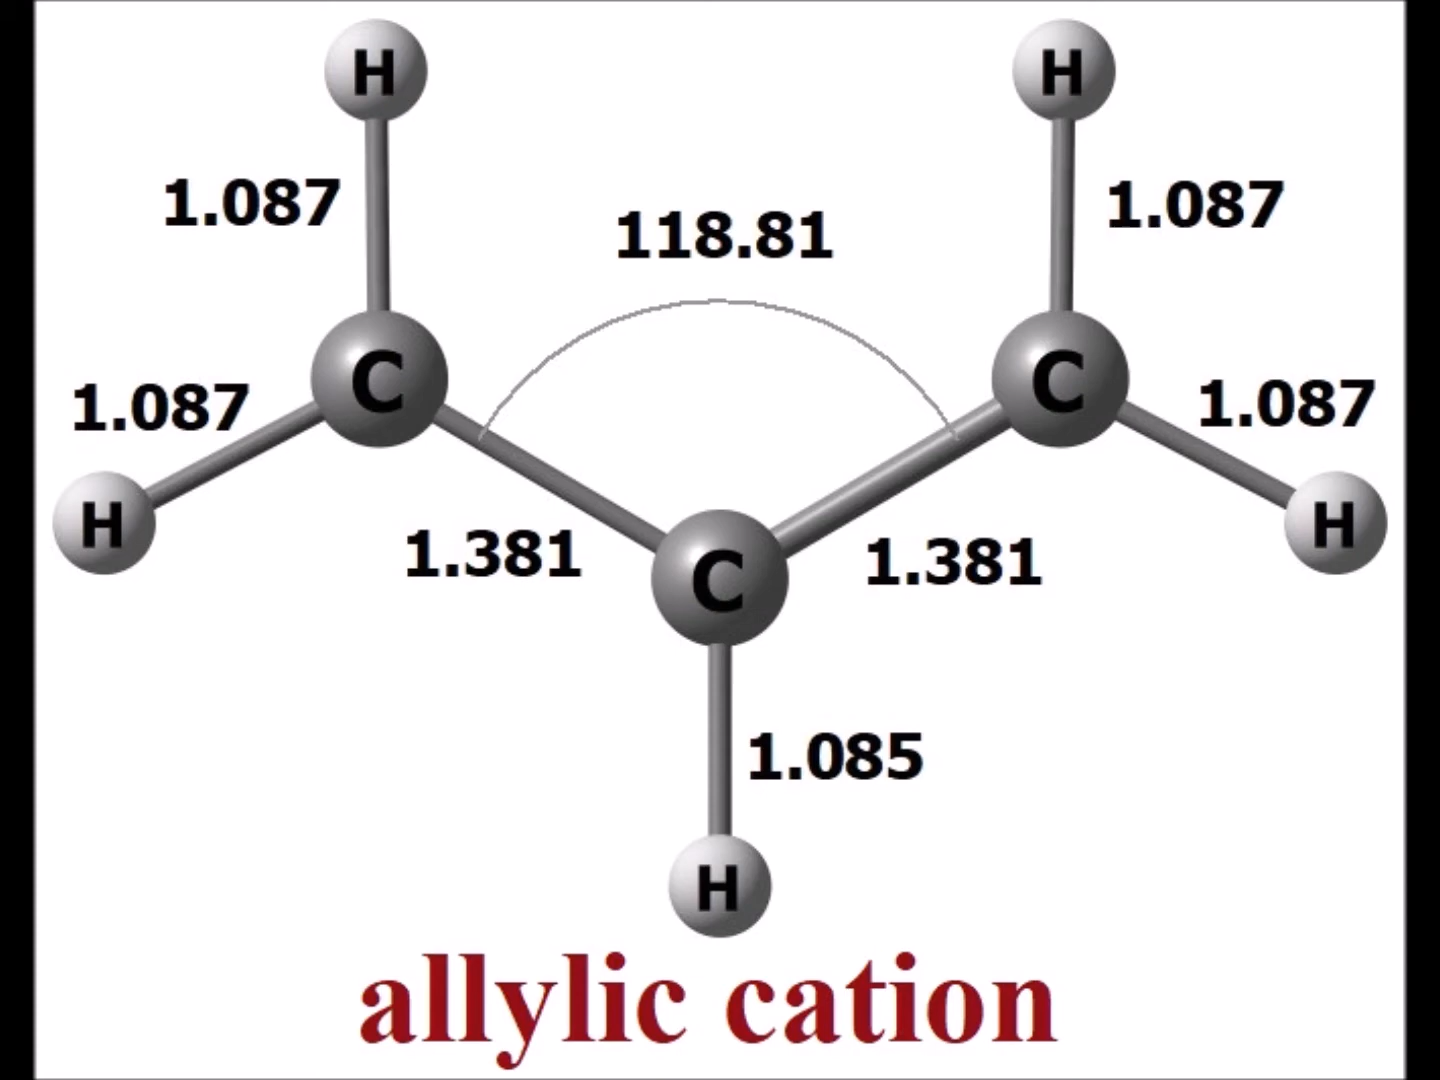 H H
1.087 118.81 1.087
C C
1.087 1.087
H 1.381 C 1.381 H
1.085
H
allylic cation